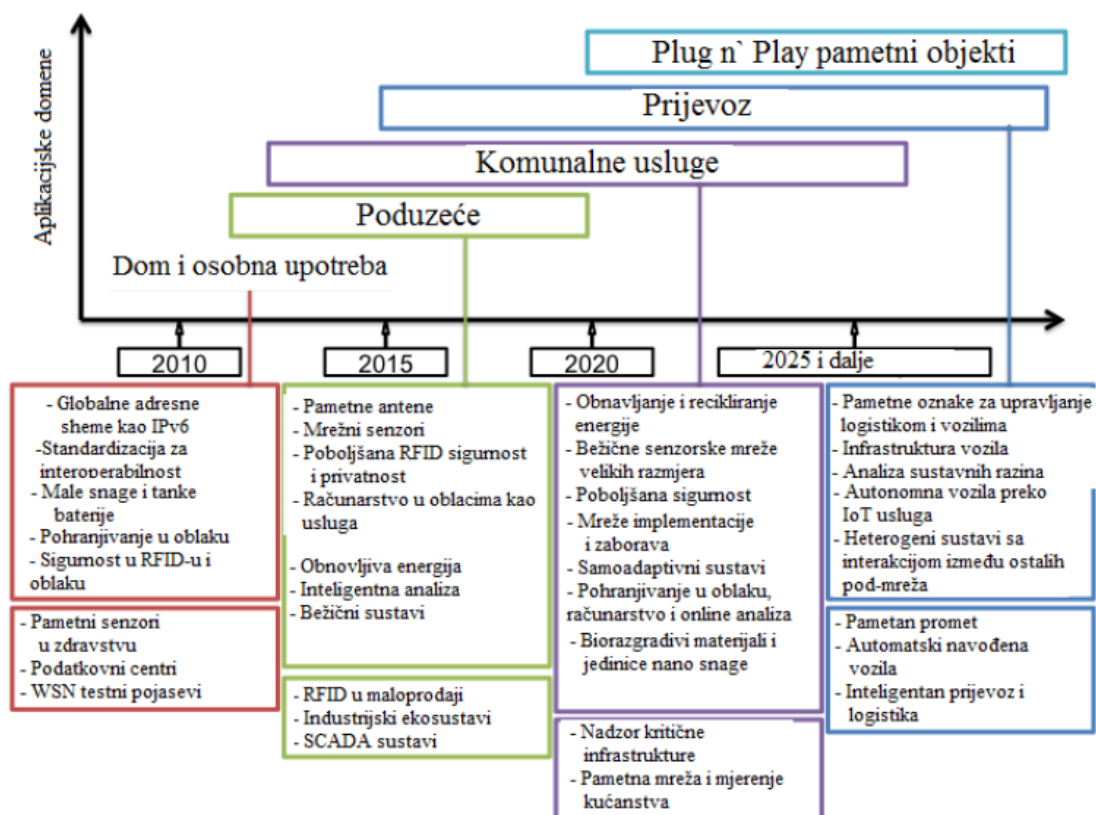 Aplikacijske domene
Plug n` Play pametni objekti
Prijevoz
Komunalne usluge
Poduzeće
Dom i osobna upotreba
2010
2015
2020
2025 i dalje
- Globalne adresne
sheme kao IPv6
-Standardizacija za
interoperabilnost
- Male snage i tanke
baterije
- Pohranjivanje u oblaku
- Sigurnost u RFID-u i
oblaku
- Pametni senzori
u zdravstvu
- Podatkovni centri
- WSN testni pojasevi
- Pametne antene
- Mrežni senzori
- Poboljšana RFID sigurnost
i privatnost
- Računarstvo u oblacima kao
usluga
- Obnovljiva energija
- Inteligentna analiza
- Bežični sustavi
- RFID u maloprodaji
- Industrijski ekosustavi
- SCADA sustavi
- Obnavljanje i recikliranje
energije
- Bežične senzorske mreže
velikih razmjera
- Poboljšana sigurnost
- Mreže implementacije
i zaborava
- Samoadaptivni sustavi
- Pohranjivanje u oblaku,
računarstvo i online analiza
- Biorazgradivi materijali i
jedinice nano snage
- Nadzor kritične
infrastrukture
- Pametna mreža i mjerenje
kućanstva
- Pametne oznake za upravljanje
logistikom i vozilima
- Infrastruktura vozila
- Analiza sustavnih razina
- Autonomna vozila preko
IoT usluga
- Heterogeni sustavi sa
interakcijom između ostalih
pod-mreža
- Pametan promet
- Automatski navođena
vozila
- Inteligentan prijevoz i
logistika